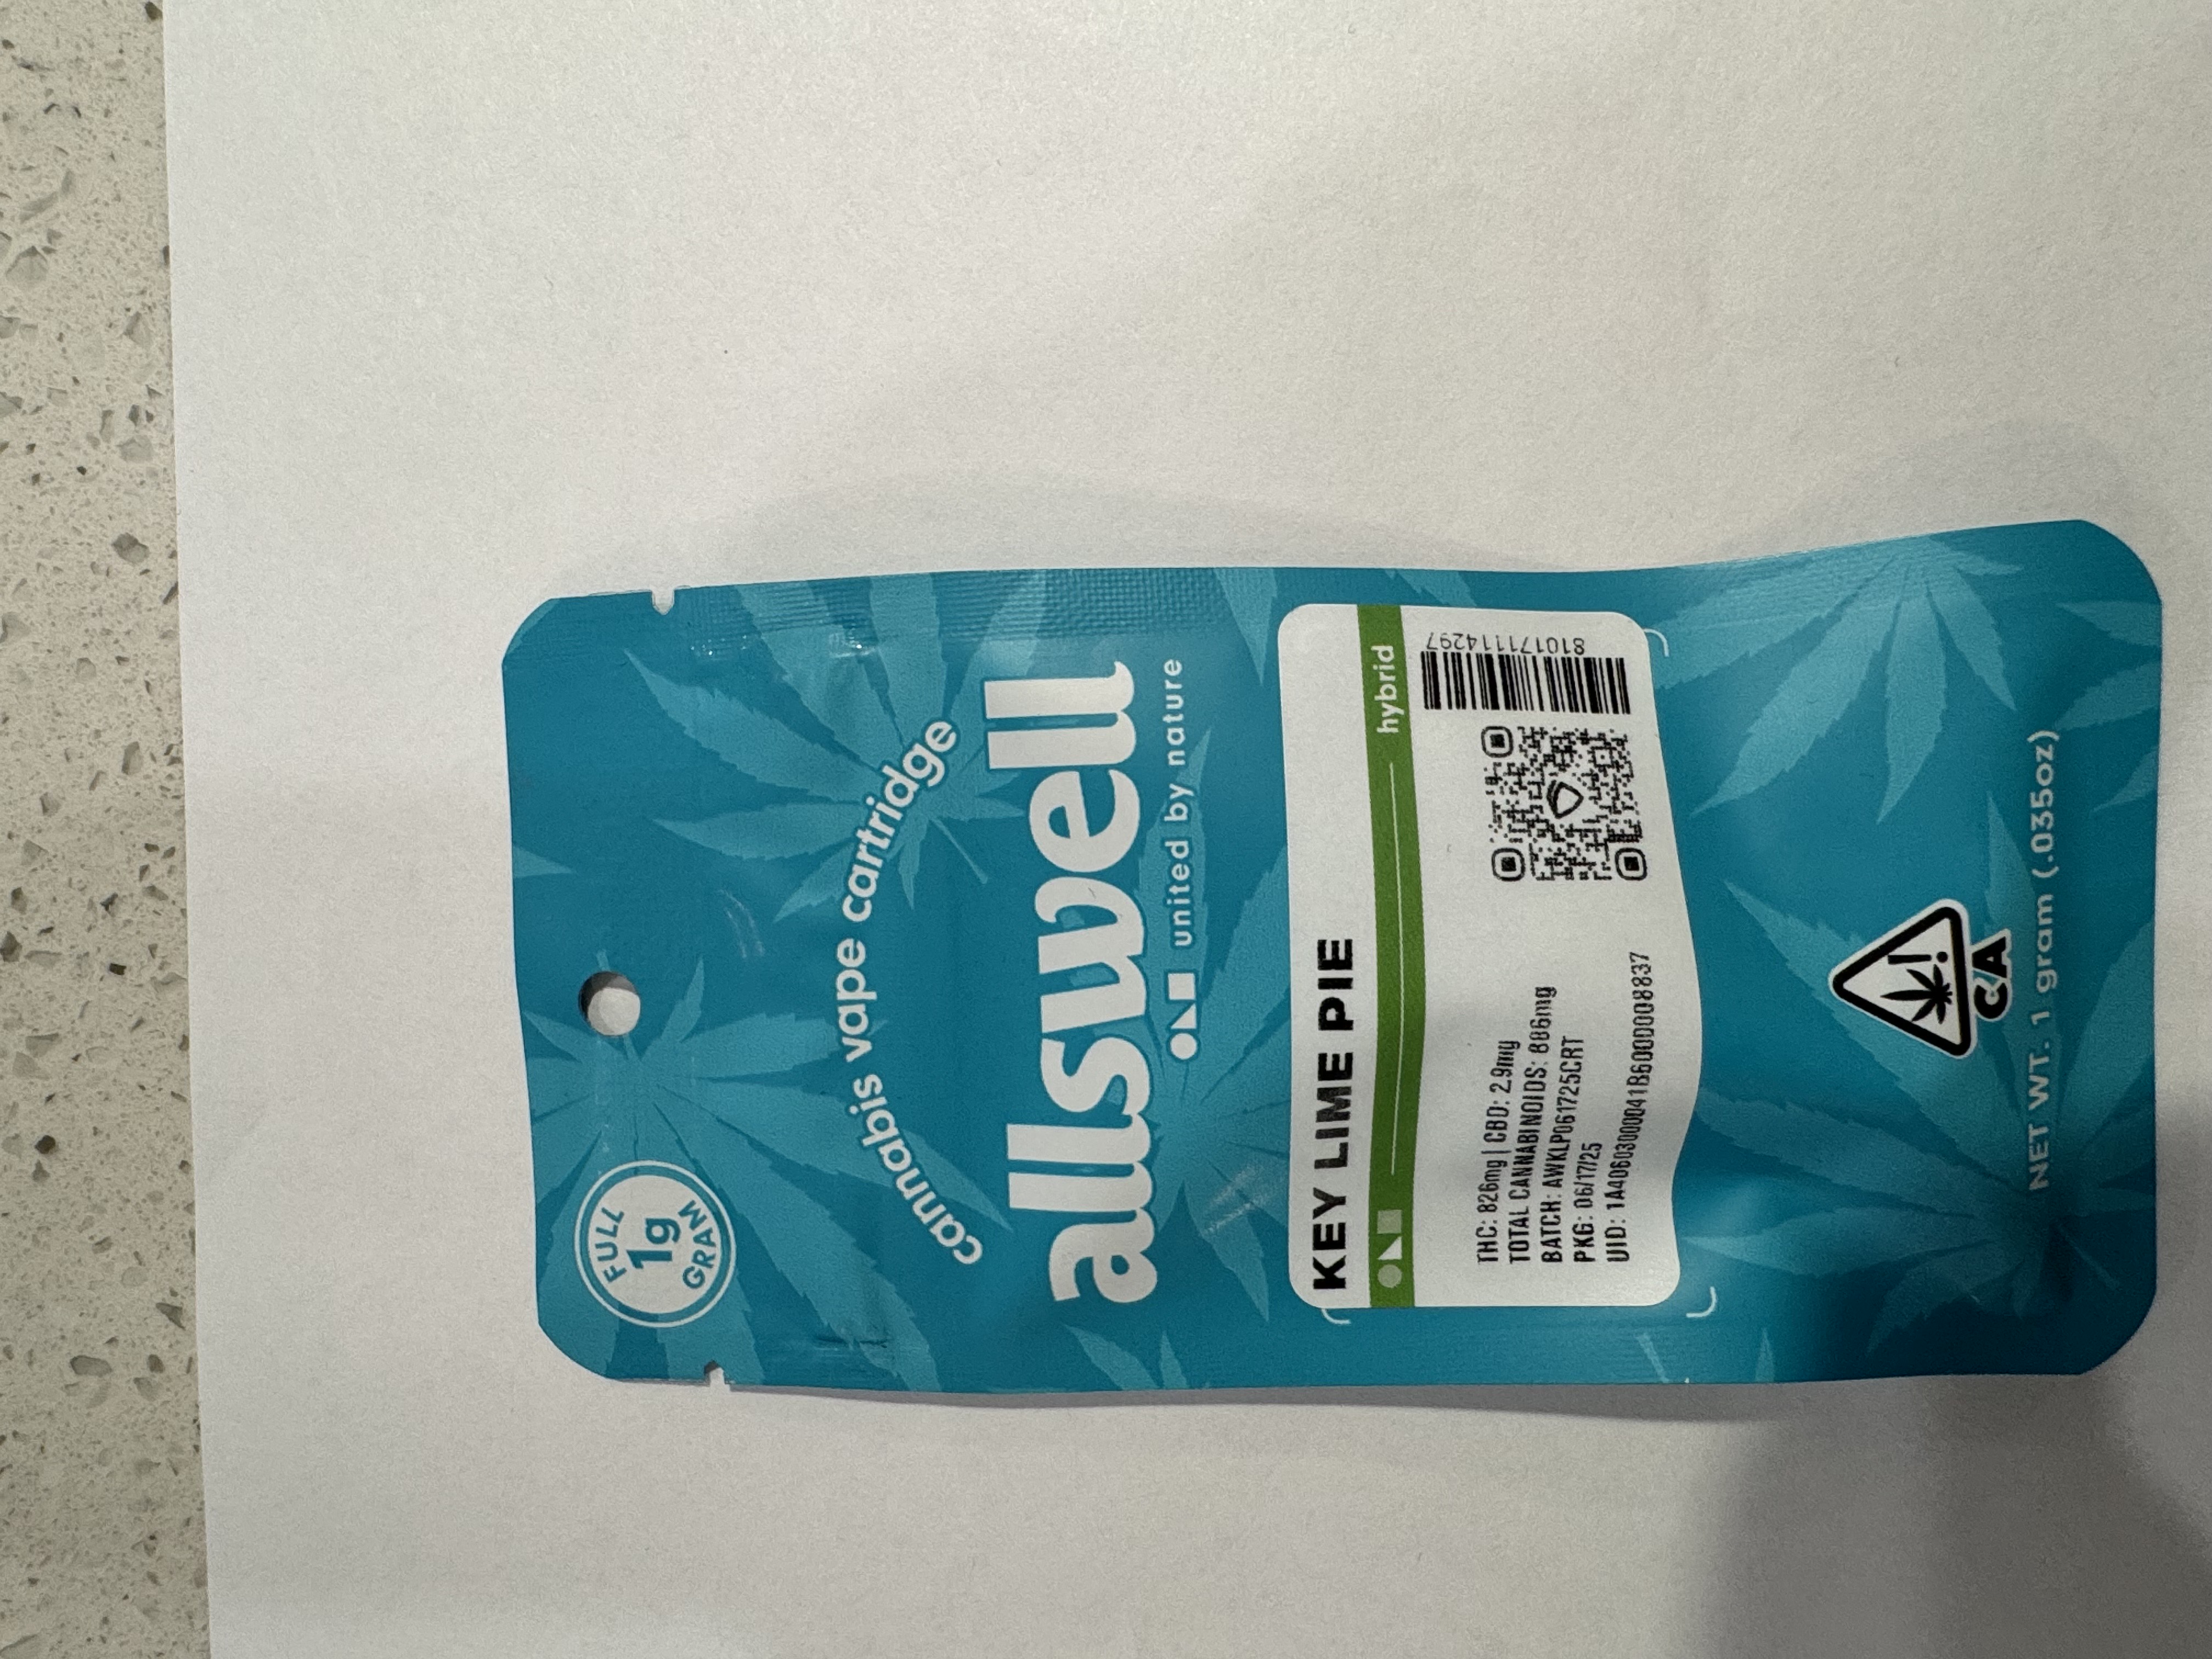 FULL
1g
GRAM
cannabis vape cartridge
allswell
united by nature
KEY LIME PIE
hybrid
THC: 826mg | CBD: 2.9mg
TOTAL CANNABINOIDS: 886mg
BATCH: AWKLP061725CRT
PKG: 06/17/25
UID: 1A40603000041B6000008837
810171114297
!
CA
NET WT. 1 gram (.035oz)